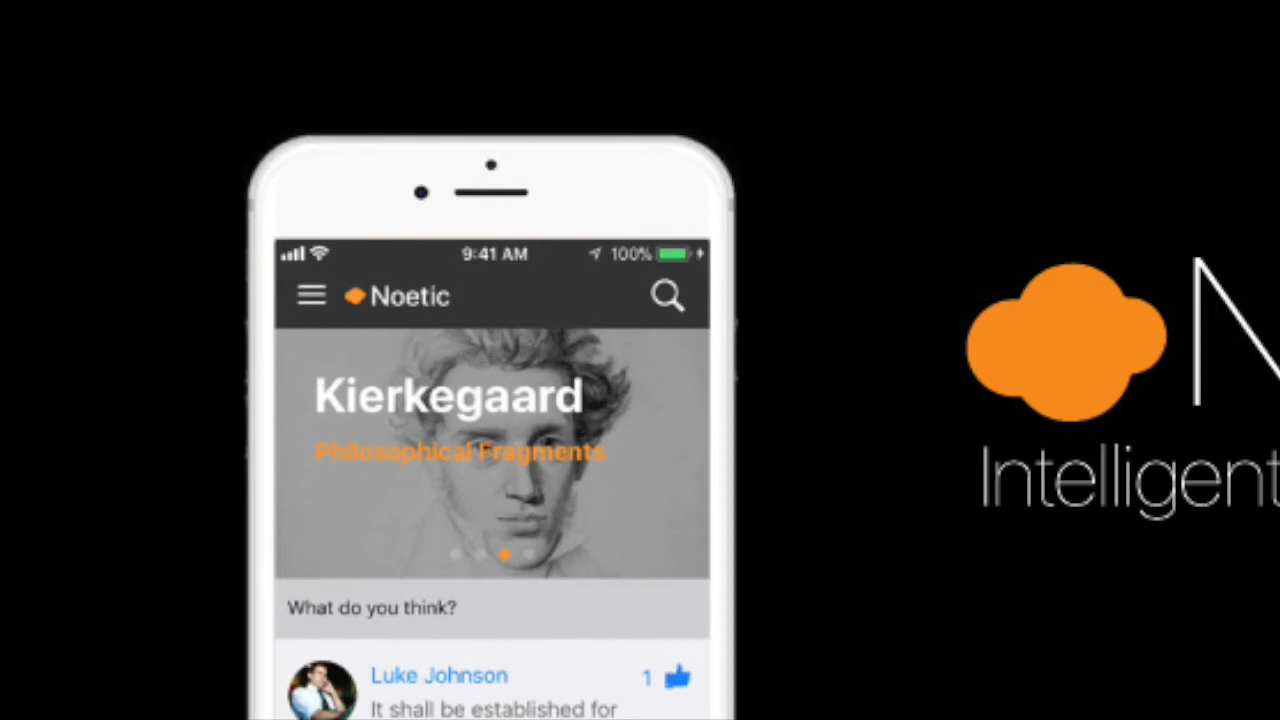 9:41 AM 100%
Noetic
Kierkegaard
Philosophical Fragments
What do you think?
Luke Johnson 1
It shall be established for
N
Intelligent